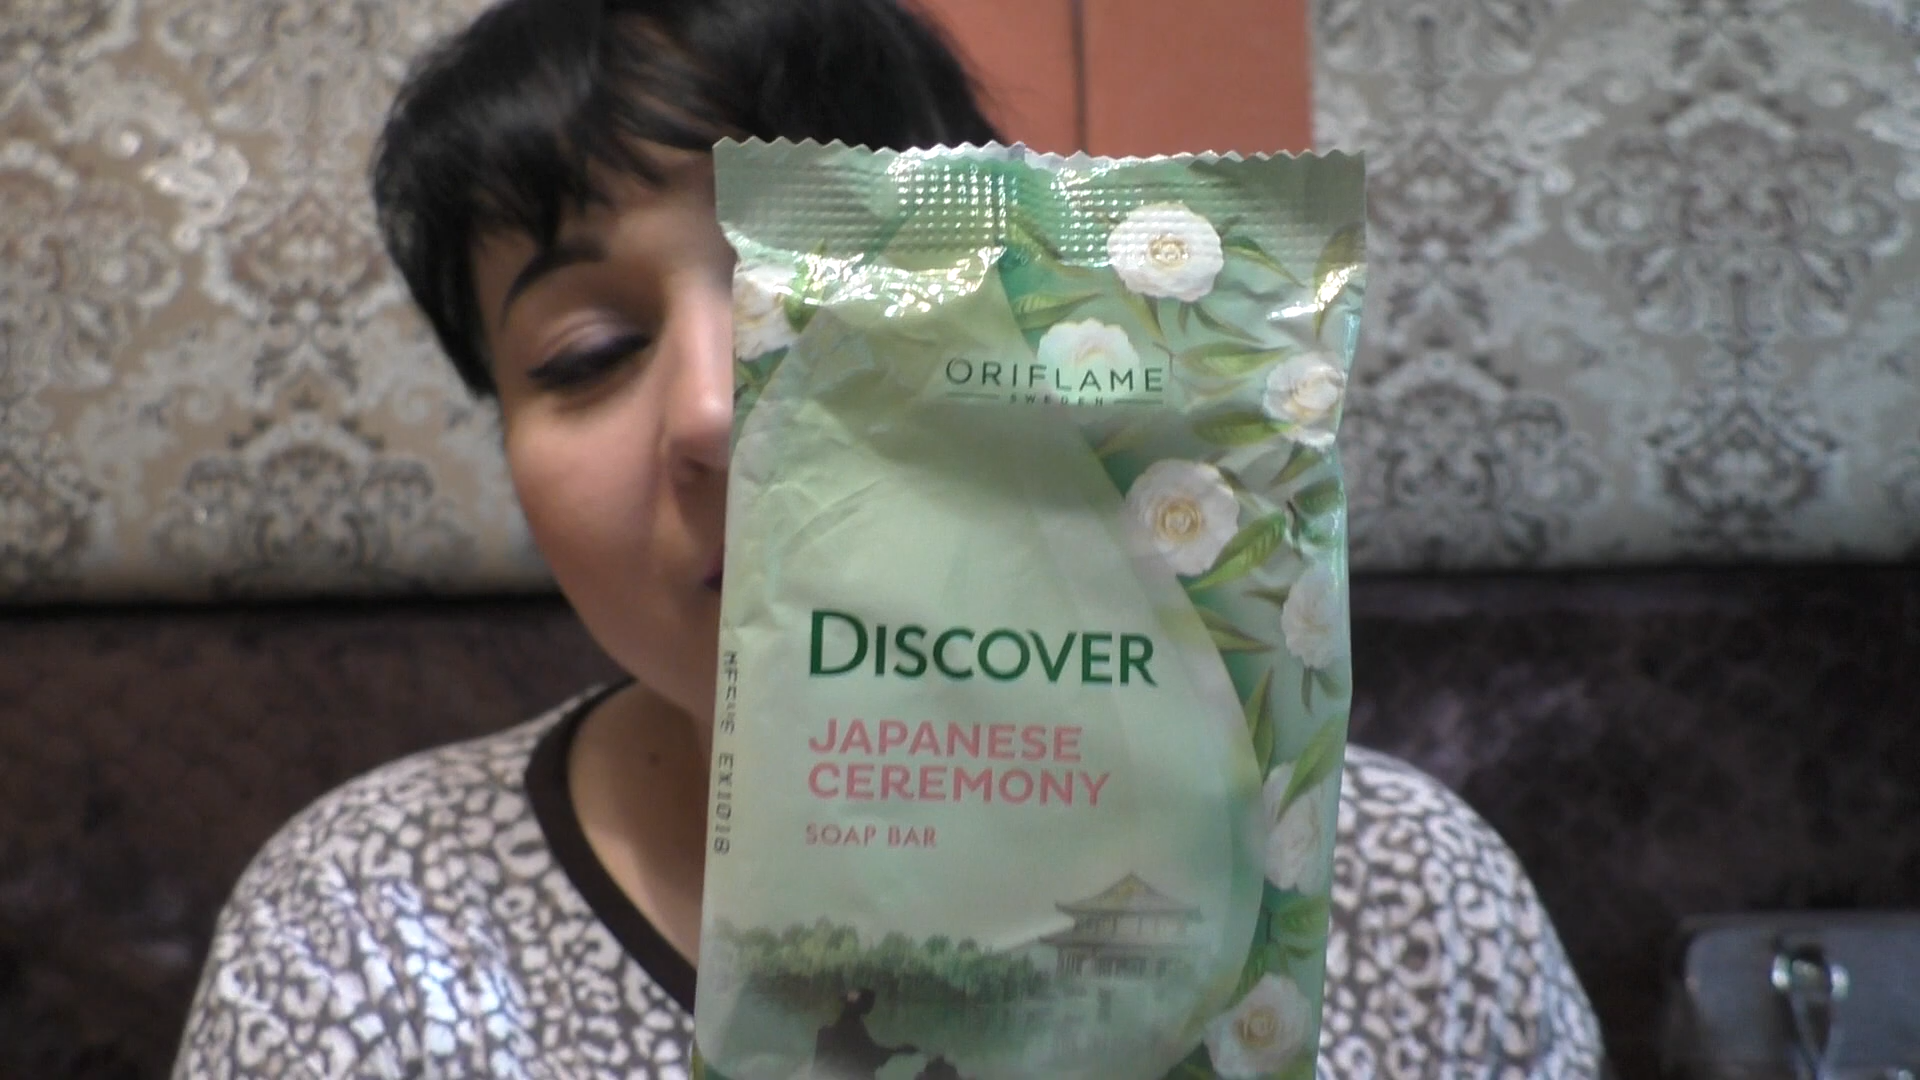 ORIFLAME
SWEDEN
DISCOVER
JAPANESE
CEREMONY
SOAP BAR